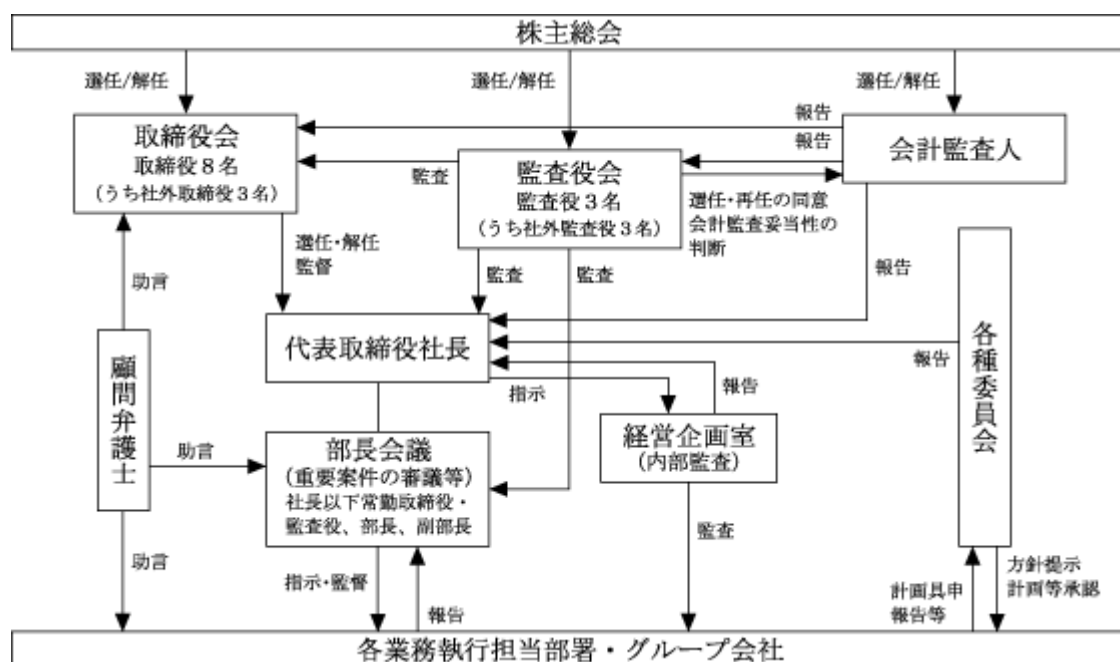 株主総会
選任/解任
選任/解任
選任/解任
取締役会
取締役8名
(うち社外取締役3名)
報告
報告
会計監査人
監査
監査役会
監査役3名
(うち社外監査役3名)
選任・再任の同意
会計監査妥当性の
判断
選任・解任
監督
監査
監査
報告
助言
代表取締役社長
各種委員会
報告
顧問弁護士
指示
報告
助言
部長会議
(重要案件の審議等)
社長以下常勤取締役・
監査役、部長、副部長
経営企画室
(内部監査)
監査
助言
指示・監督
報告
計画具申
報告等
方針提示
計画等承認
各業務執行担当部署・グループ会社